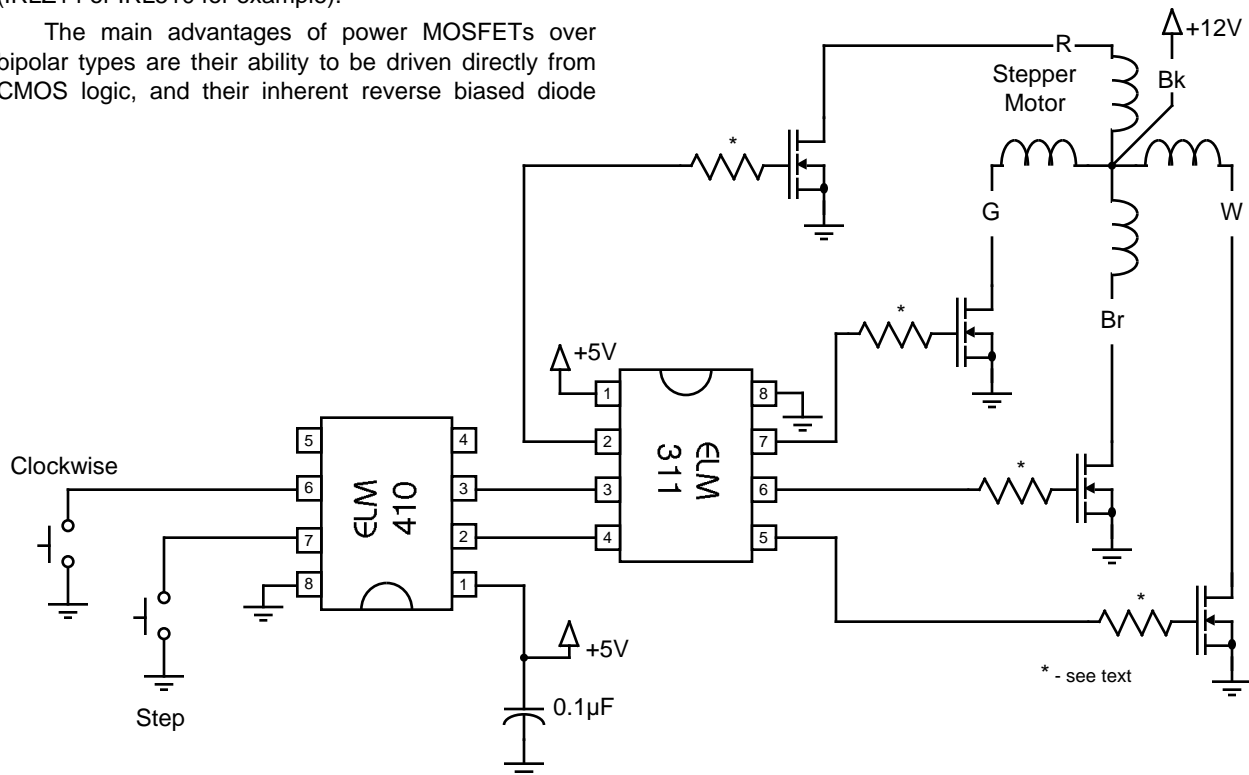 The main advantages of power MOSFETs over
bipolar types are their ability to be driven directly from
CMOS logic, and their inherent reverse biased diode
R
+12V
Stepper
Motor
Bk
*
G
W
*
Br
+5V
1
8
2
7
3
6
4
5
ELM
311
*
*
* - see text
Clockwise
5
4
6
3
7
2
8
1
ELM
410
+5V
0.1µF
Step